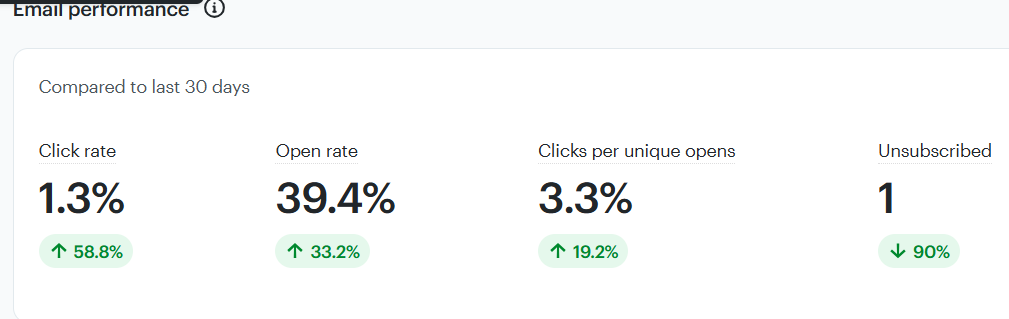 Email performance
Compared to last 30 days
Click rate Open rate Clicks per unique opens Unsubscribed
1.3% 39.4% 3.3% 1
↑ 58.8% ↑ 33.2% ↑ 19.2% ↓ 90%